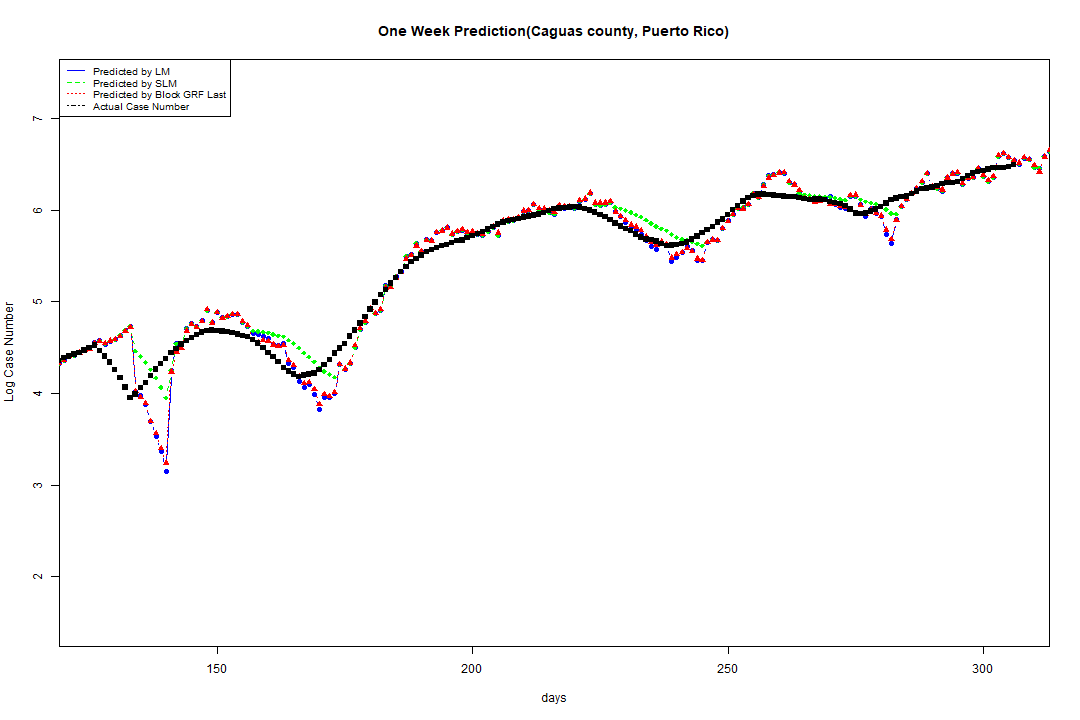 One Week Prediction(Caguas county, Puerto Rico)
Predicted by LM
Predicted by SLM
Predicted by Block GRF Last
Actual Case Number
7
6
5
4
3
2
Log Case Number
150 200 250 300
days